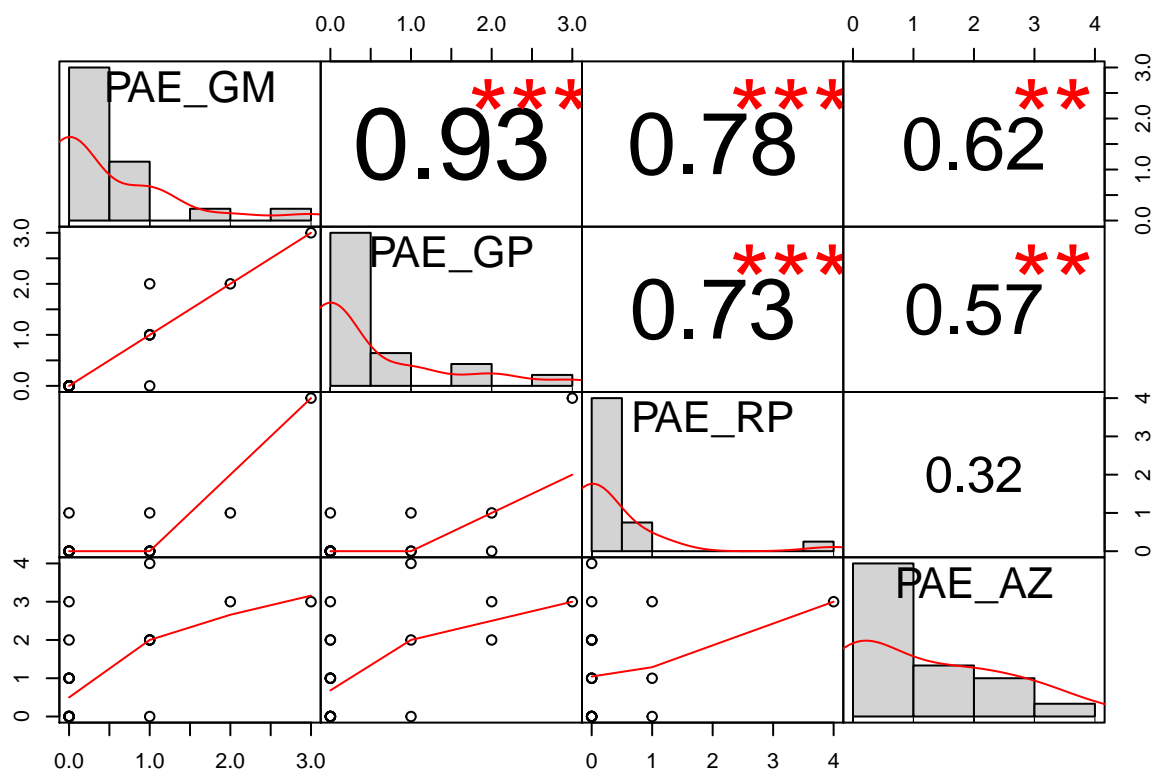 0.0 1.0 2.0 3.0 0 1 2 3 4
PAE_GM 0.93 *** 0.78 *** 0.62 ** 0.0 1.0 2.0 3.0
0.0 1.0 2.0 3.0 PAE_GP 0.73 *** 0.57 **
PAE_RP 0.32 0 1 2 3 4
0 1 2 3 4 PAE_AZ
0.0 1.0 2.0 3.0 0 1 2 3 4